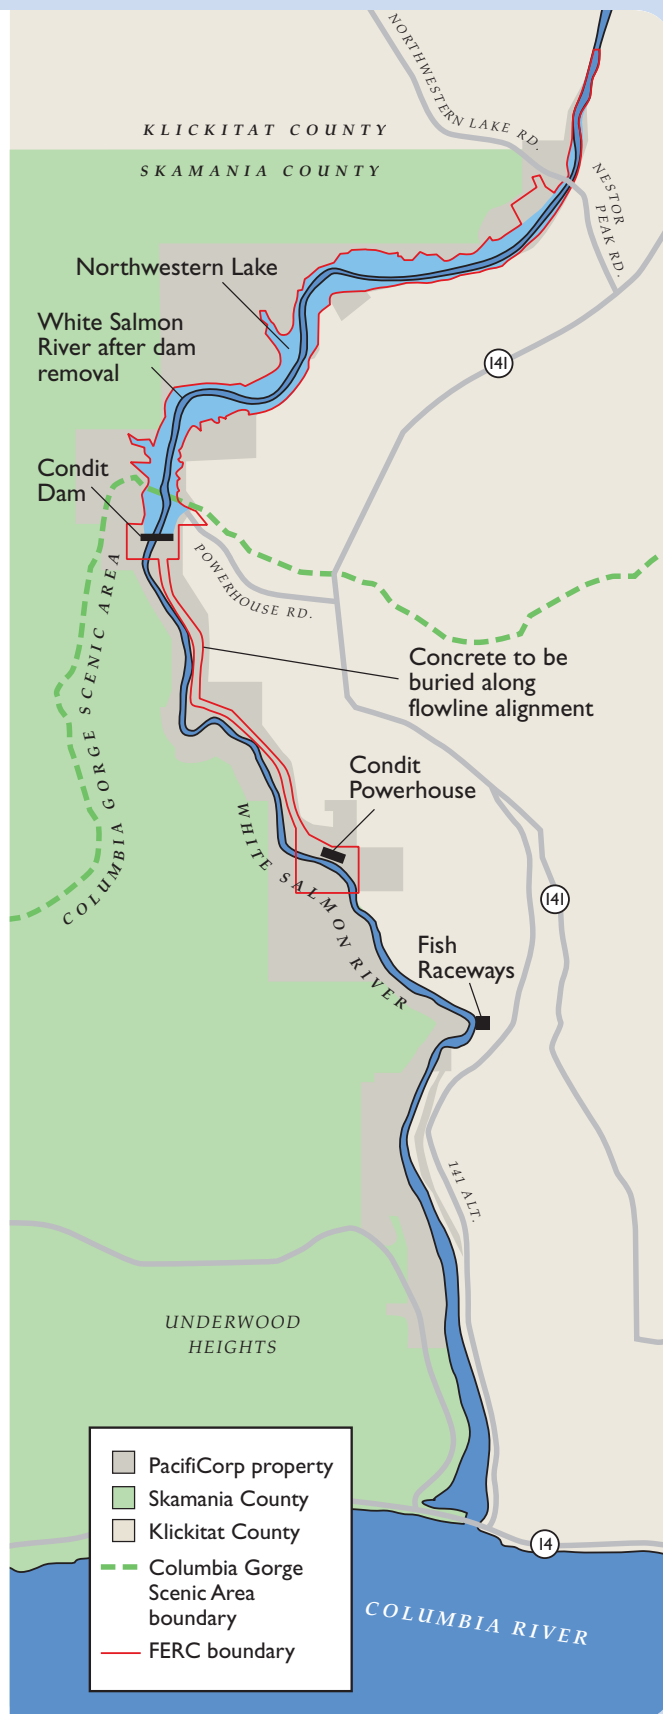 NORTHWESTERN LAKE RD.
KLICKITAT COUNTY
SKAMANIA COUNTY
NESTOR
PEAK RD.
Northwestern Lake
White Salmon
River after dam
removal
141
Condit
Dam
POWERHOUSE RD.
COLUMBIA GORGE SCENIC AREA
Concrete to be
buried along
flowline alignment
Condit
Powerhouse
WHITE SALMON RIVER
141
Fish
Raceways
141 ALT.
UNDERWOOD
HEIGHTS
PacifiCorp property
Skamania County
Klickitat County
Columbia Gorge
Scenic Area
boundary
FERC boundary
14
COLUMBIA RIVER